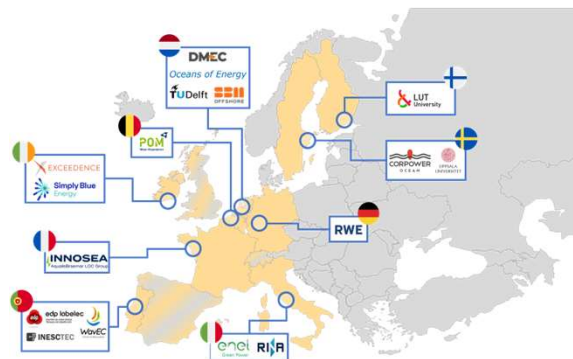 DMEC
Oceans of Energy
TUDelft
SBM
OFFSHORE
LUT
University
POM
EXCEEDENCE
Simply Blue
Energy
CORPOWER
OCEAN
UPPSALA
UNIVERSITET
RWE
INNOSEA
edp labelec
WavEC
INESCTEC
enel
Green Power
RINA